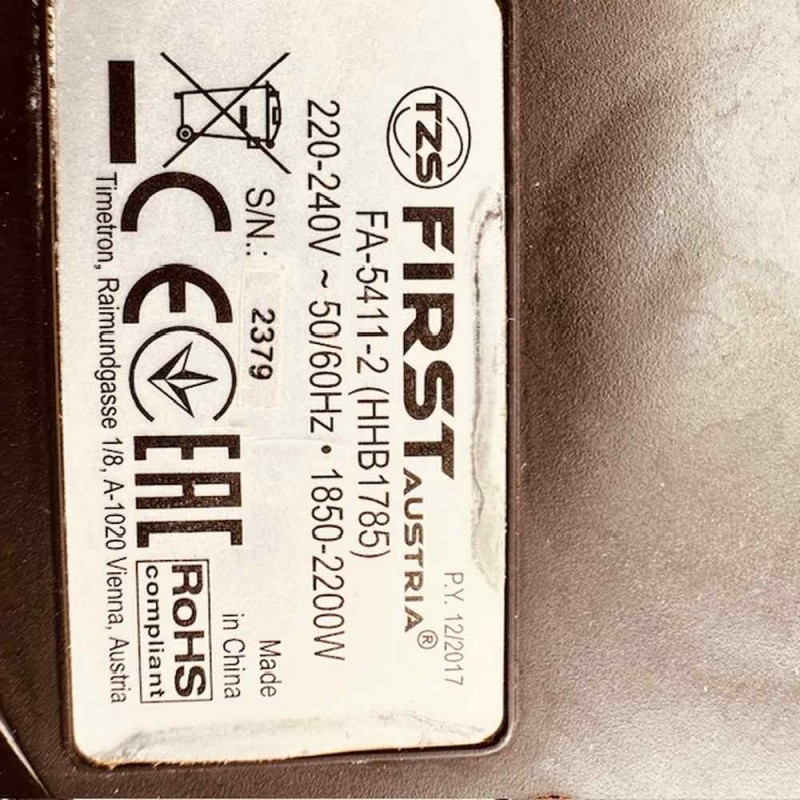 TZS FIRST AUSTRIA®
P.Y. 12/2017
FA-5411-2 (HHB1785)
220-240V ~ 50/60Hz • 1850-2200W
S/N.: 2379
Made
in China
CE EAC RoHS
compliant
Timetron, Raimundgasse 1/8, A-1020 Vienna, Austria